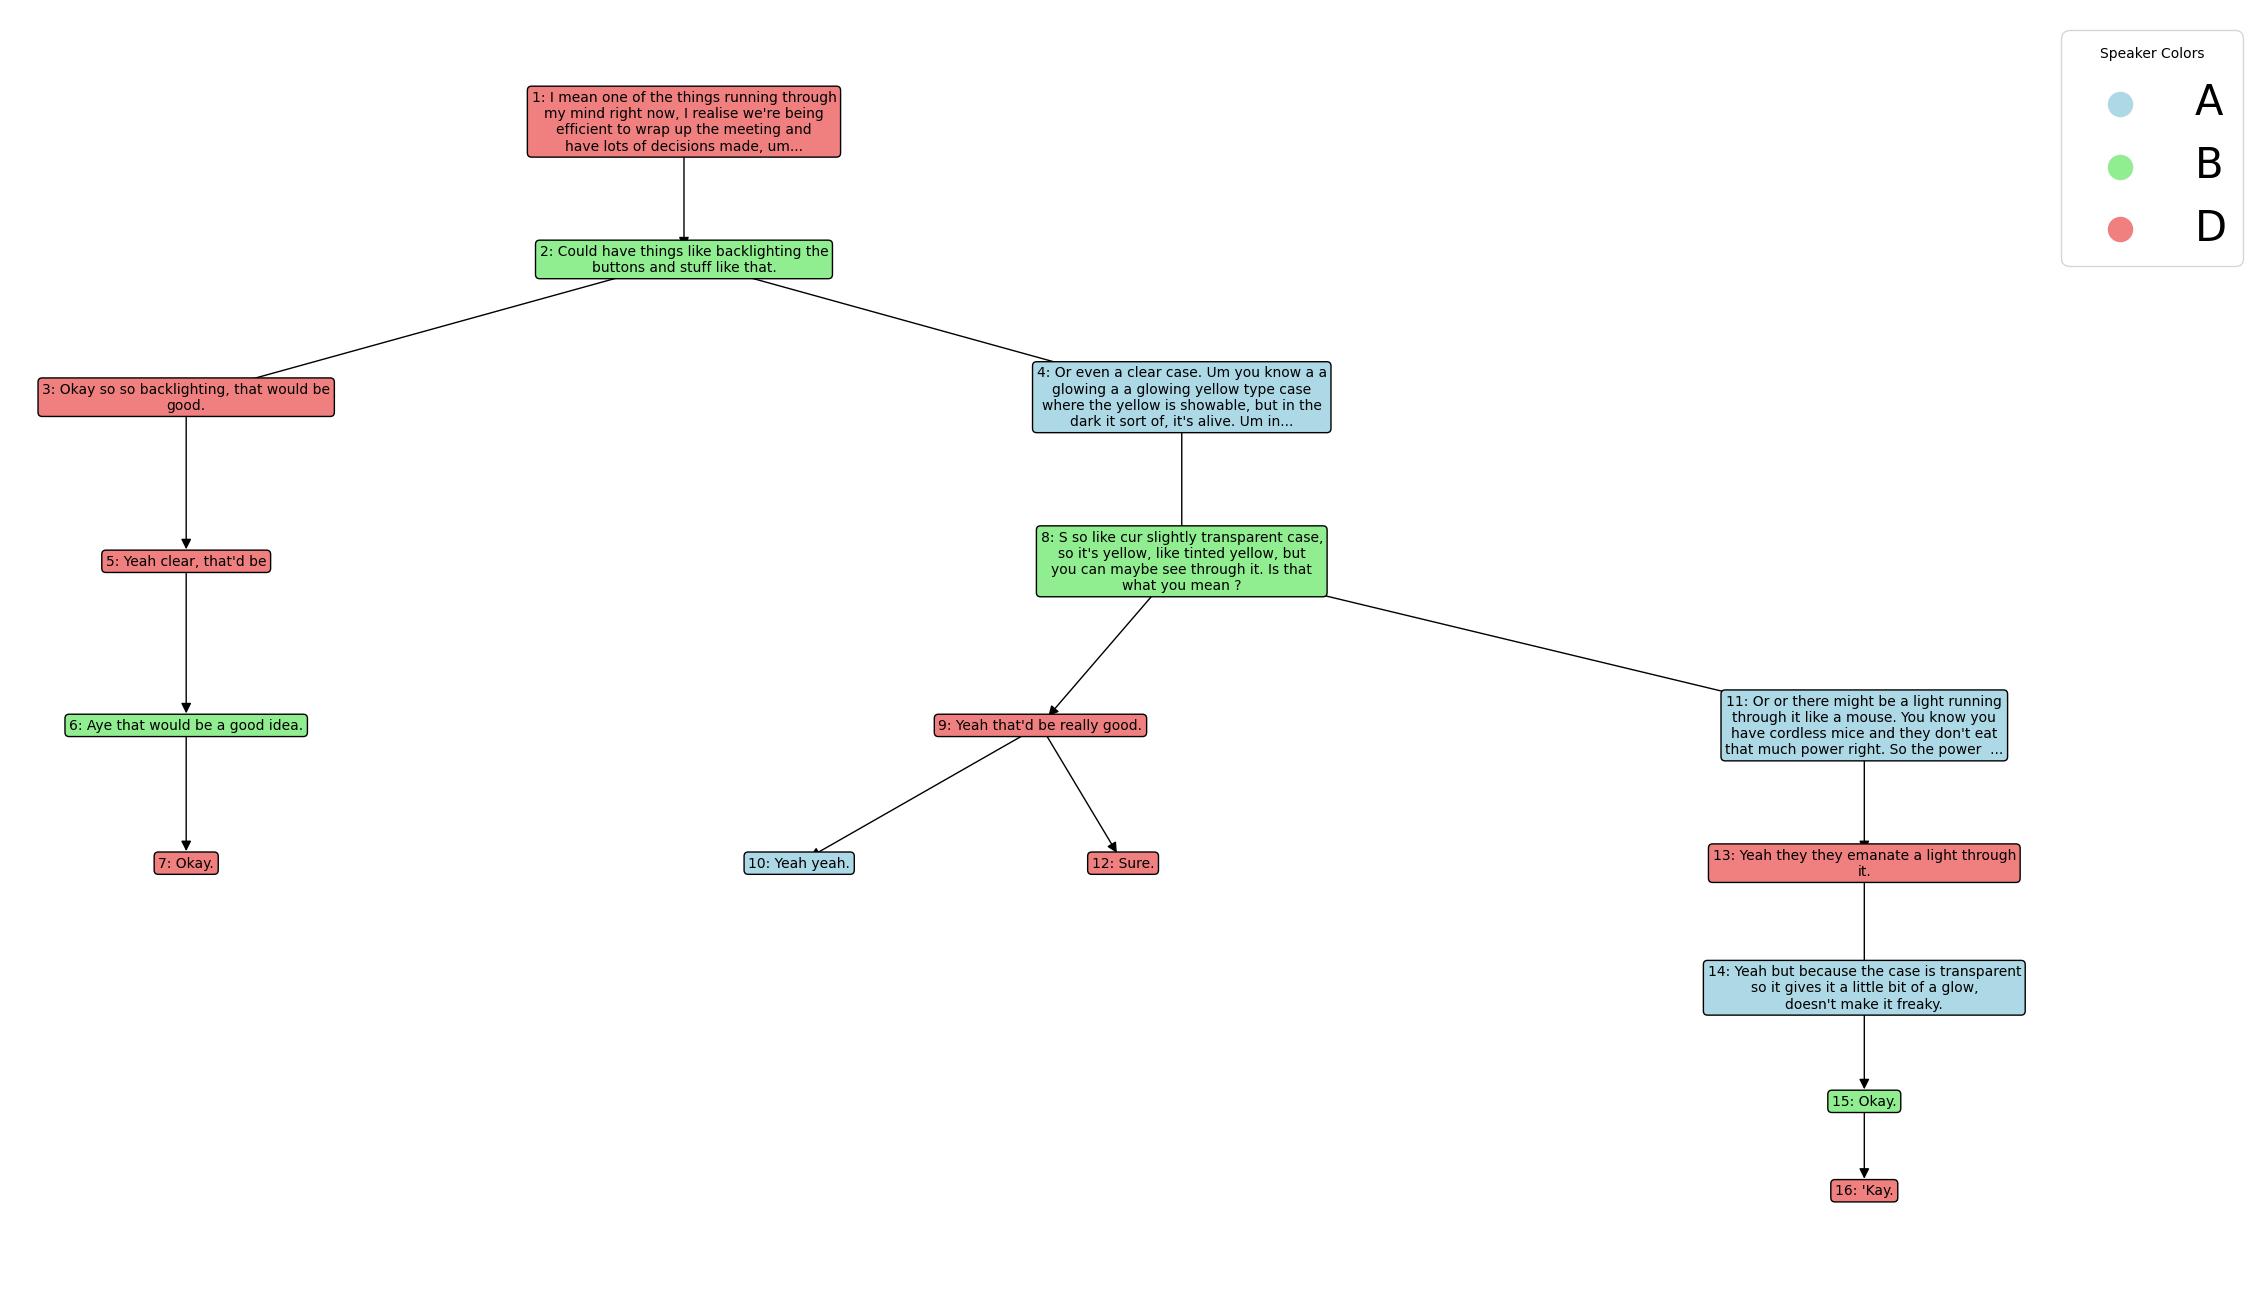 Speaker Colors
A
B
D
1: I mean one of the things running through
my mind right now, I realise we're being
efficient to wrap up the meeting and
have lots of decisions made, um...
2: Could have things like backlighting the
buttons and stuff like that.
3: Okay so so backlighting, that would be
good.
4: Or even a clear case. Um you know a a
glowing a a glowing yellow type case
where the yellow is showable, but in the
dark it sort of, it's alive. Um in...
5: Yeah clear, that'd be
8: S so like cur slightly transparent case,
so it's yellow, like tinted yellow, but
you can maybe see through it. Is that
what you mean ?
6: Aye that would be a good idea.
9: Yeah that'd be really good.
11: Or or there might be a light running
through it like a mouse. You know you
have cordless mice and they don't eat
that much power right. So the power  ...
7: Okay.
10: Yeah yeah.
12: Sure.
13: Yeah they they emanate a light through
it.
14: Yeah but because the case is transparent
so it gives it a little bit of a glow,
doesn't make it freaky.
15: Okay.
16: 'Kay.